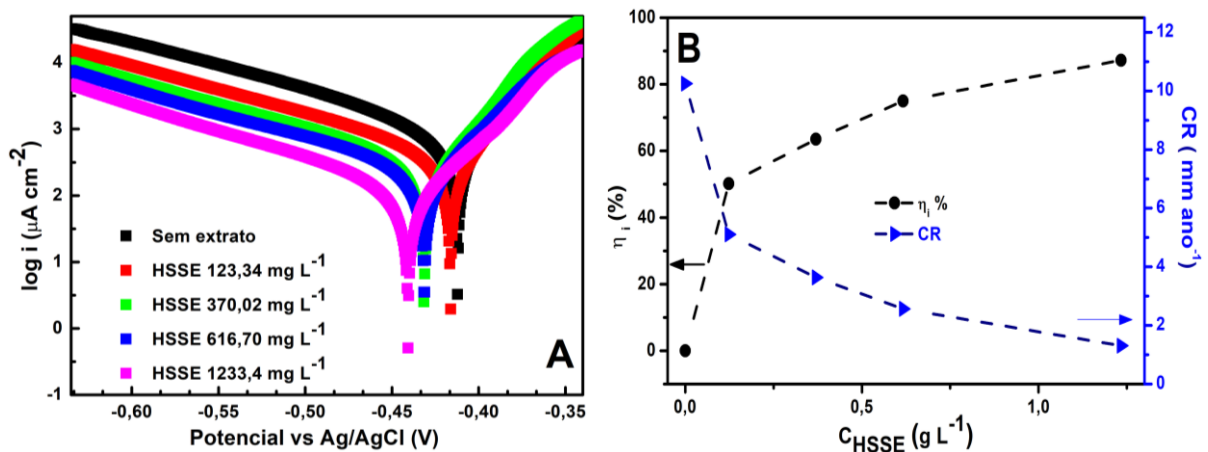 A
log i (μA cm⁻²)
4
3
2
1
0
-1
Sem extrato
HSSE 123,34 mg L⁻¹
HSSE 370,02 mg L⁻¹
HSSE 616,70 mg L⁻¹
HSSE 1233,4 mg L⁻¹
A
-0,60 -0,55 -0,50 -0,45 -0,40 -0,35
Potencial vs Ag/AgCl (V)
B
η i (%)
100
80
60
40
20
0
ηi %
CR
12
10
8
6
4
2
0
CR ( mm ano⁻¹)
0,0 0,5 1,0
CHSSE (g L⁻¹)